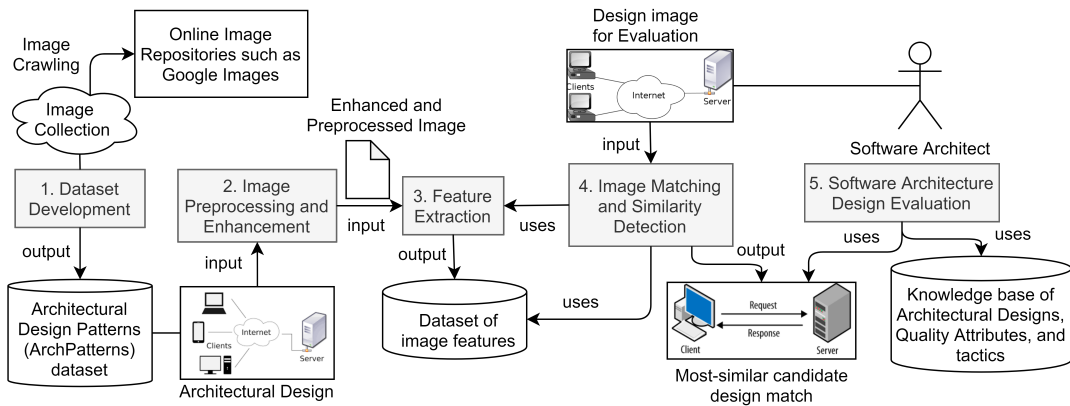 Image
Crawling
Online Image
Repositories such as
Google Images
Image
Collection
1. Dataset
Development
output
Architectural
Design Patterns
(ArchPatterns)
dataset
2. Image
Preprocessing and
Enhancement
input
Internet
Clients
Server
Architectural Design
Enhanced and
Preprocessed Image
input
3. Feature
Extraction
output
Dataset of
image features
Design image
for Evaluation
Clients
Internet
Server
input
4. Image Matching
and Similarity
Detection
uses
uses
output
Request
Response
Client
Server
Most-similar candidate
design match
Software Architect
5. Software Architecture
Design Evaluation
uses
uses
Knowledge base of
Architectural Designs,
Quality Attributes, and
tactics